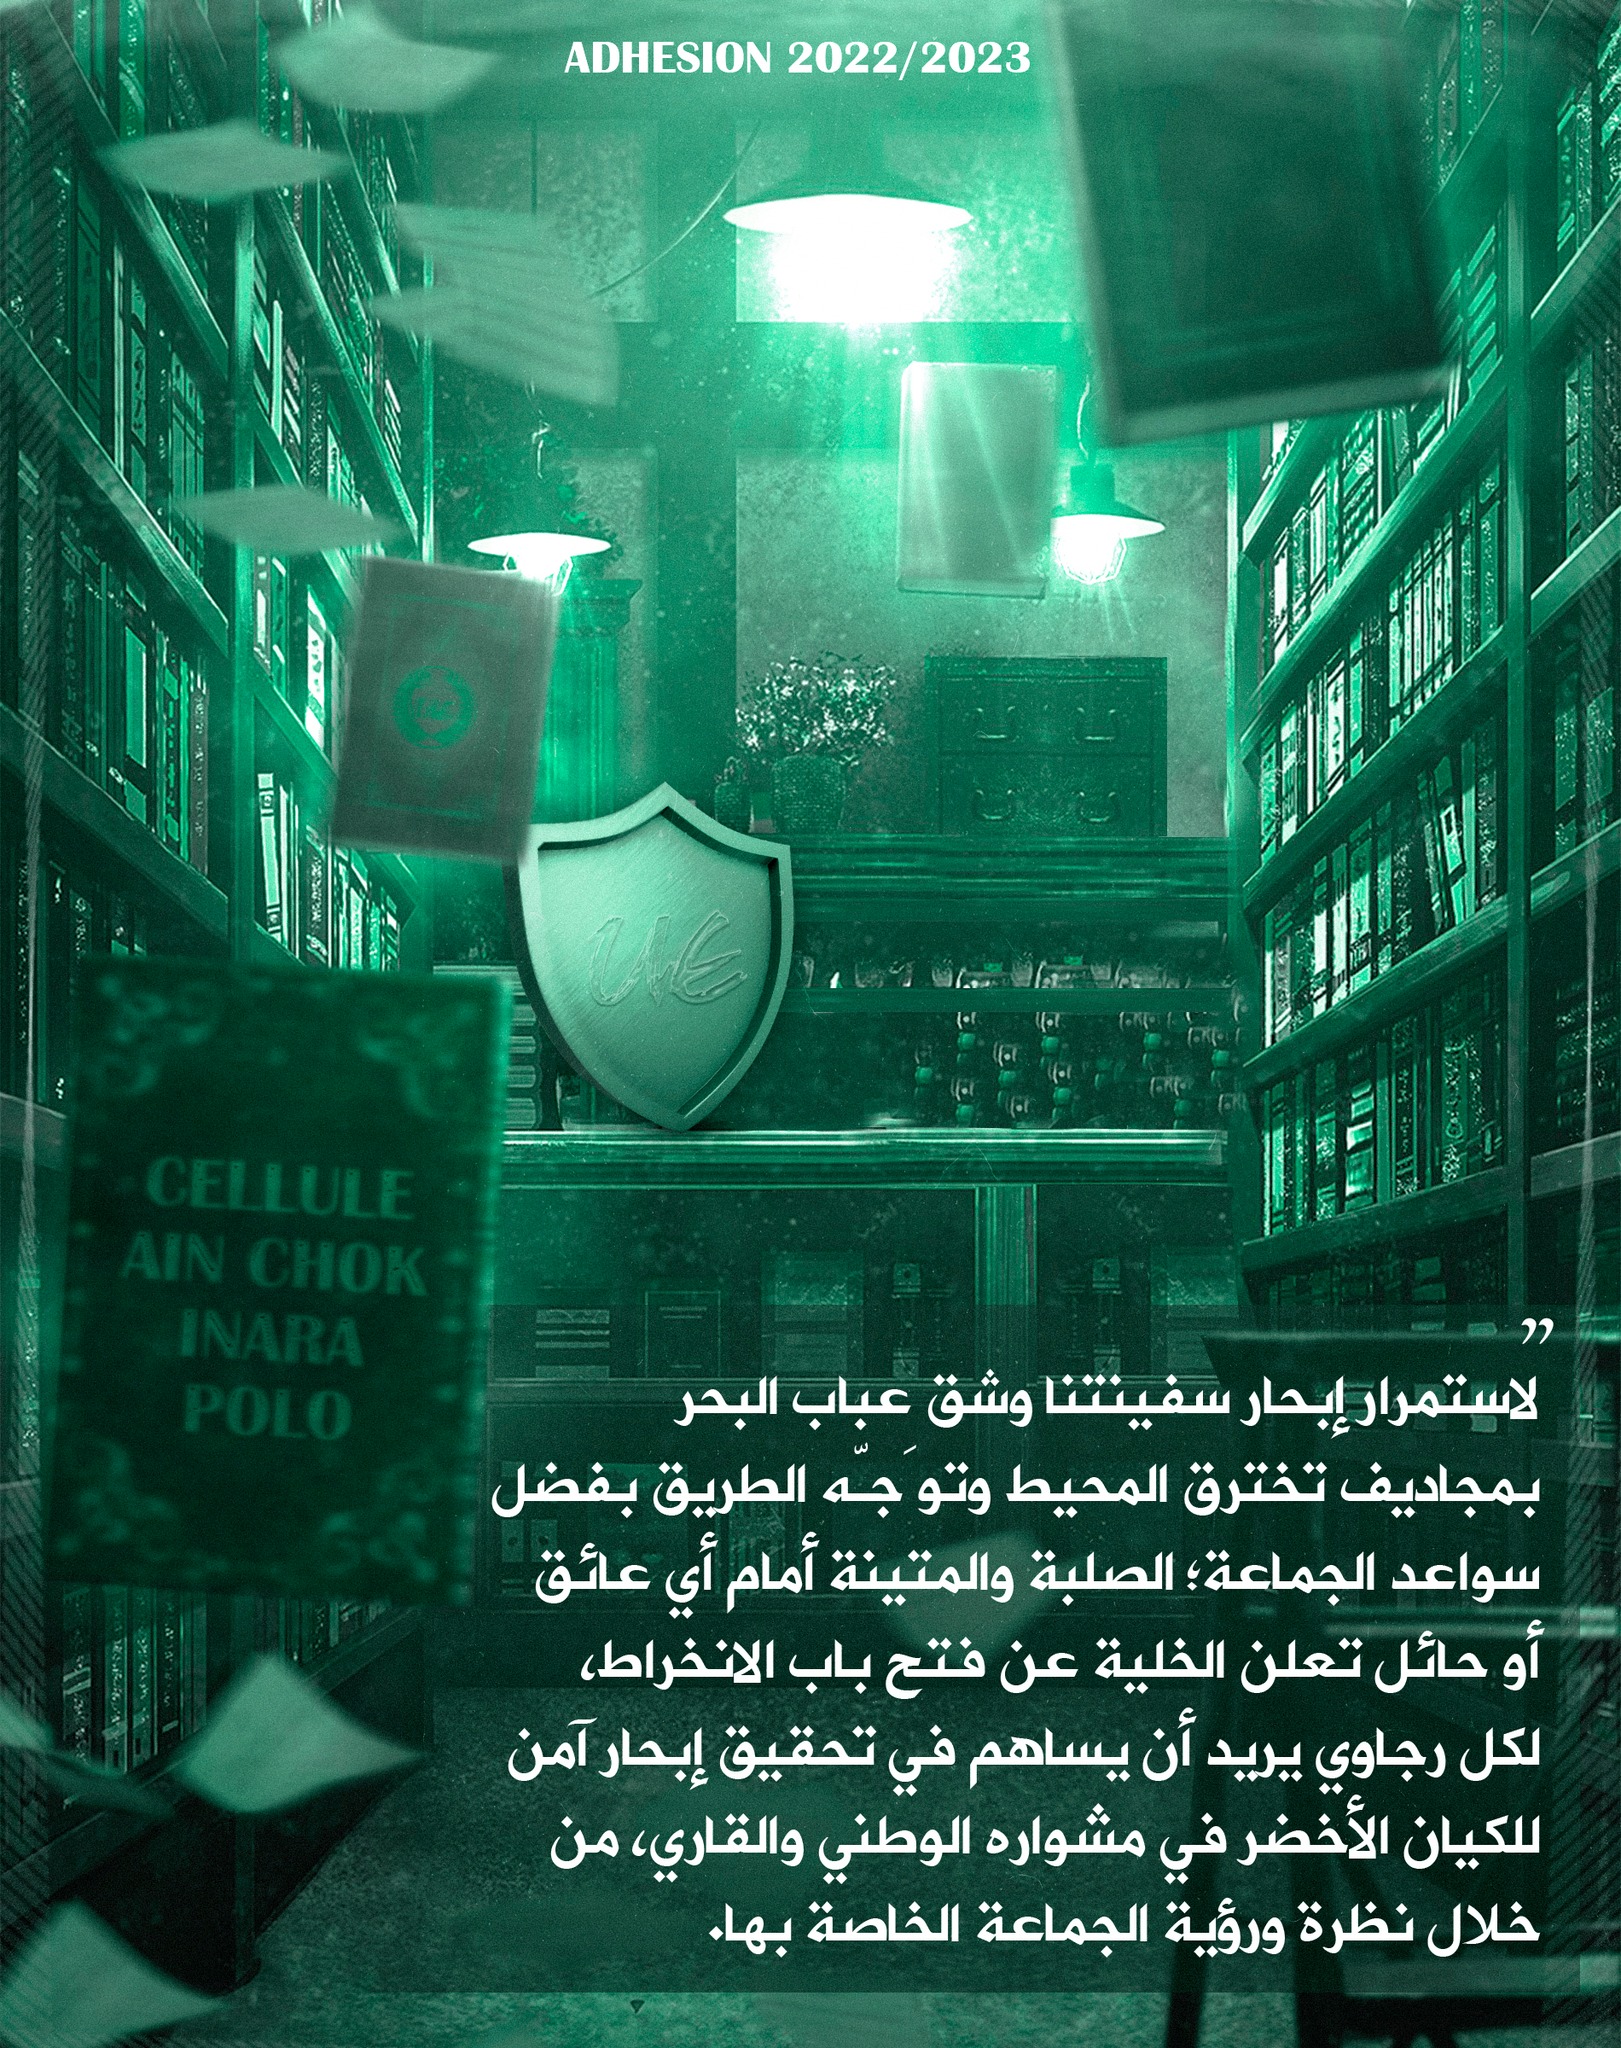 ADHESION 2022/2023
UKE
CELLULE
AIN CHOK
INARA
POLO
”
لاستمرار إبحار سفينتنا وشق عِباب البحر
بمجاديف تخترق المحيط وتوَجّه الطريق بفضل
سواعد الجماعة؛ الصلبة والمتينة أمام أي عائق
أو حائل تعلن الخلية عن فتح باب الانخراط،
لكل رجاوي يريد أن يساهم في تحقيق إبحار آمن
للكيان الأخضر في مشواره الوطني والقاري، من
خلال نظرة ورؤية الجماعة الخاصة بها.